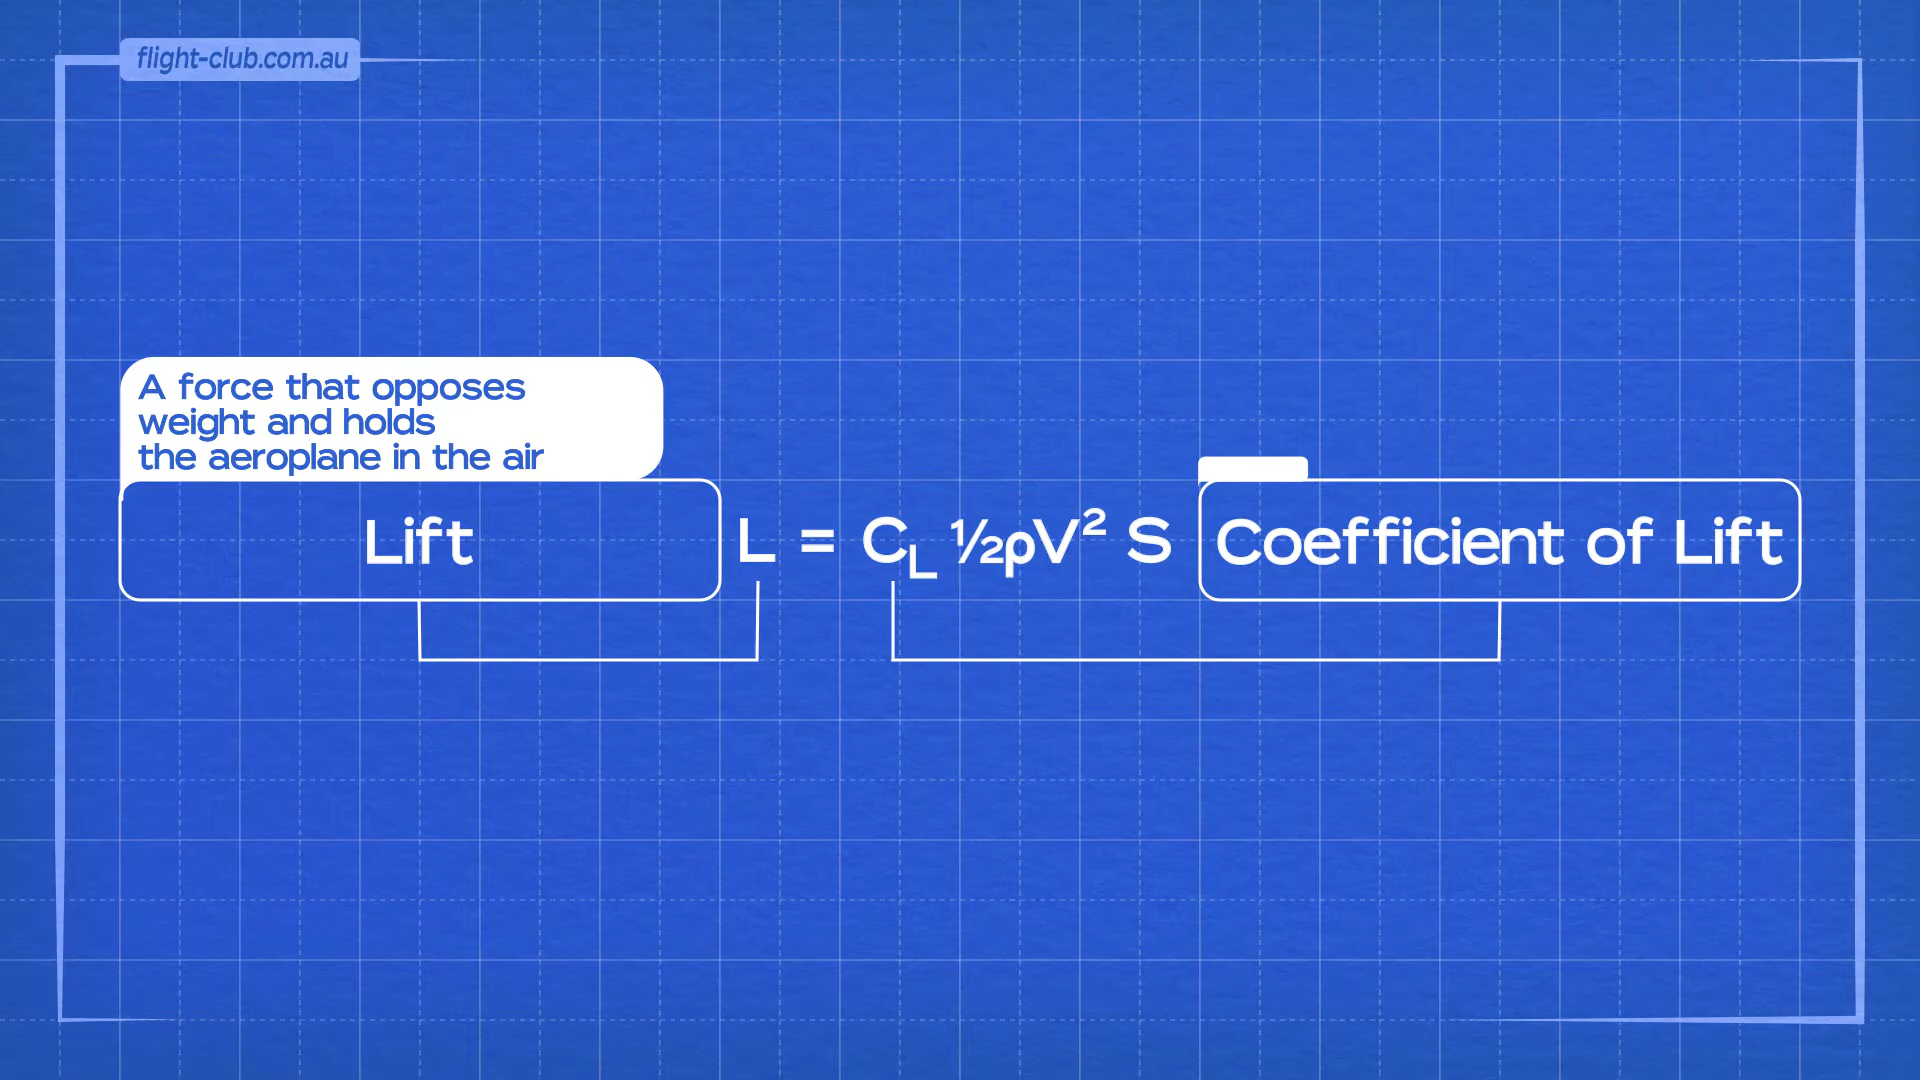 flight-club.com.au
A force that opposes
weight and holds
the aeroplane in the air
Lift L = C_L ½ρV² S Coefficient of Lift